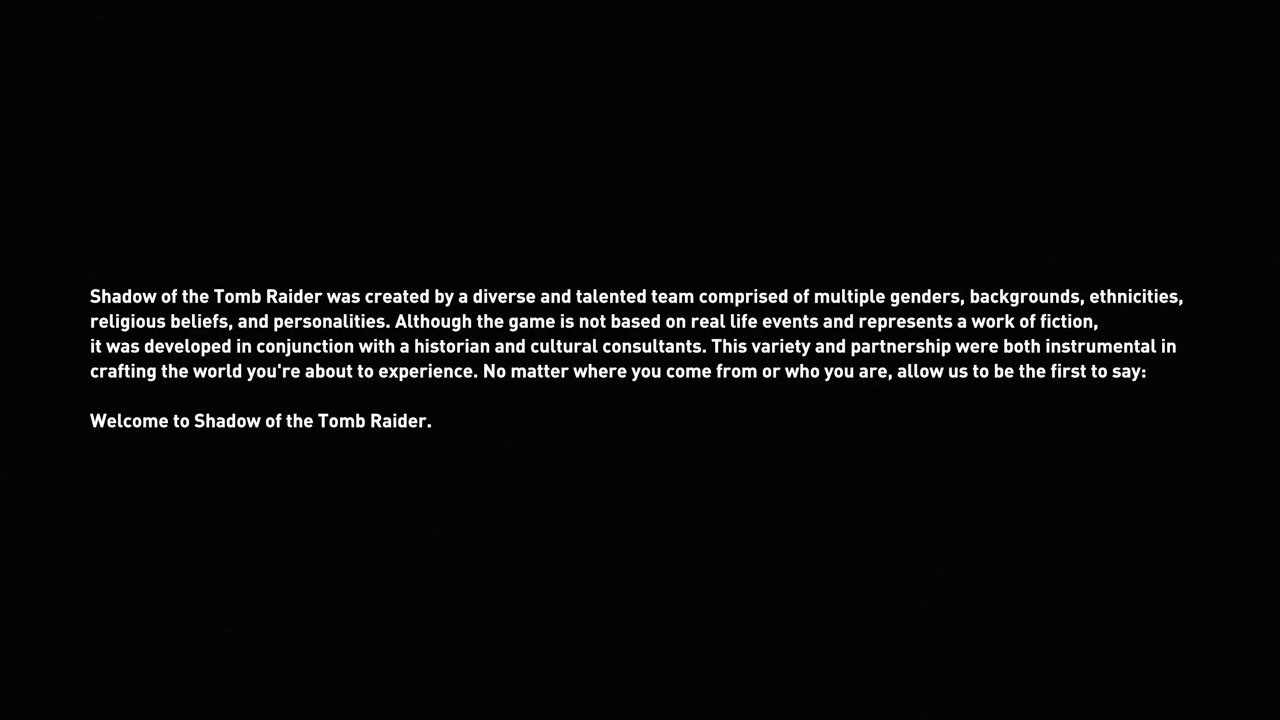 Shadow of the Tomb Raider was created by a diverse and talented team comprised of multiple genders, backgrounds, ethnicities,
religious beliefs, and personalities. Although the game is not based on real life events and represents a work of fiction,
it was developed in conjunction with a historian and cultural consultants. This variety and partnership were both instrumental in
crafting the world you're about to experience. No matter where you come from or who you are, allow us to be the first to say:
Welcome to Shadow of the Tomb Raider.